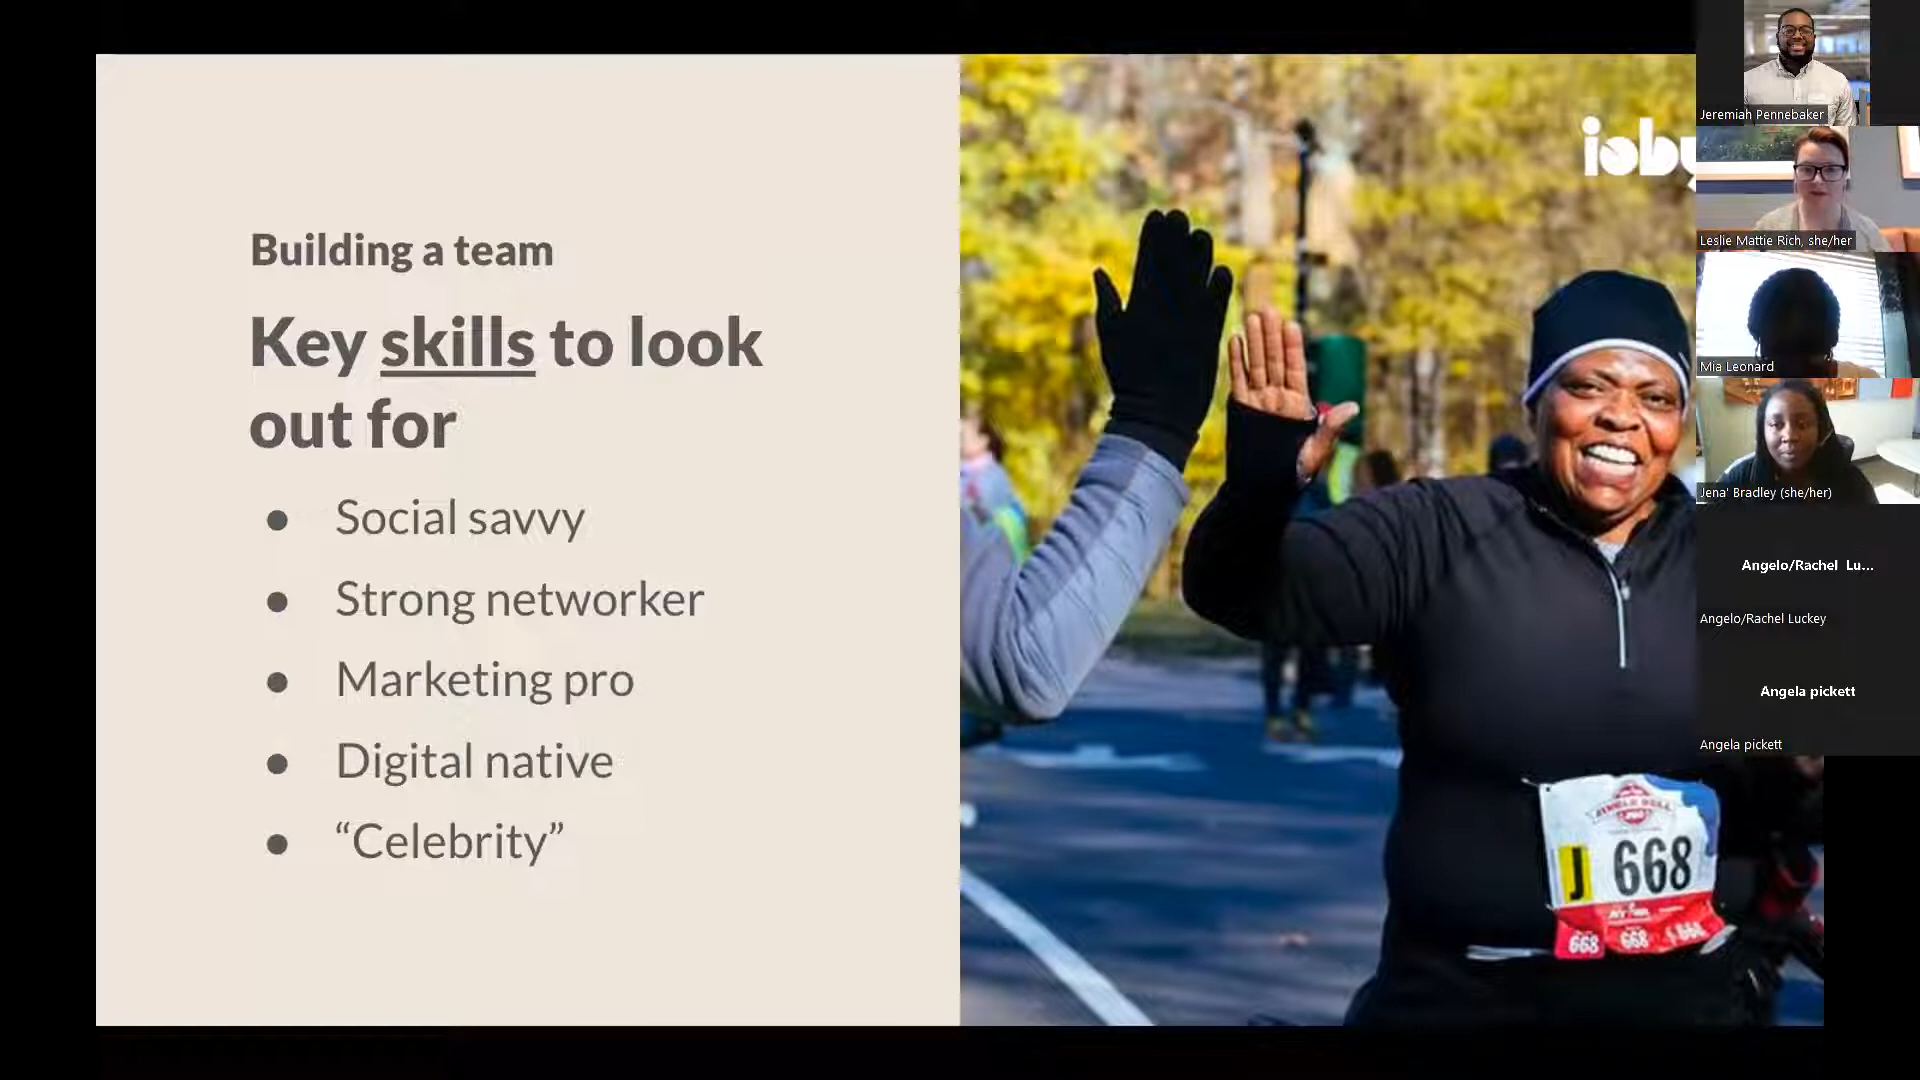 Building a team
Key skills to look
out for
● Social savvy
● Strong networker
● Marketing pro
● Digital native
● “Celebrity”
ioby
J 668
668 668
Jeremiah Pennebaker
Leslie Mattie Rich, she/her
Mia Leonard
Jena' Bradley (she/her)
Angelo/Rachel Lu...
Angelo/Rachel Luckey
Angela pickett
Angela pickett